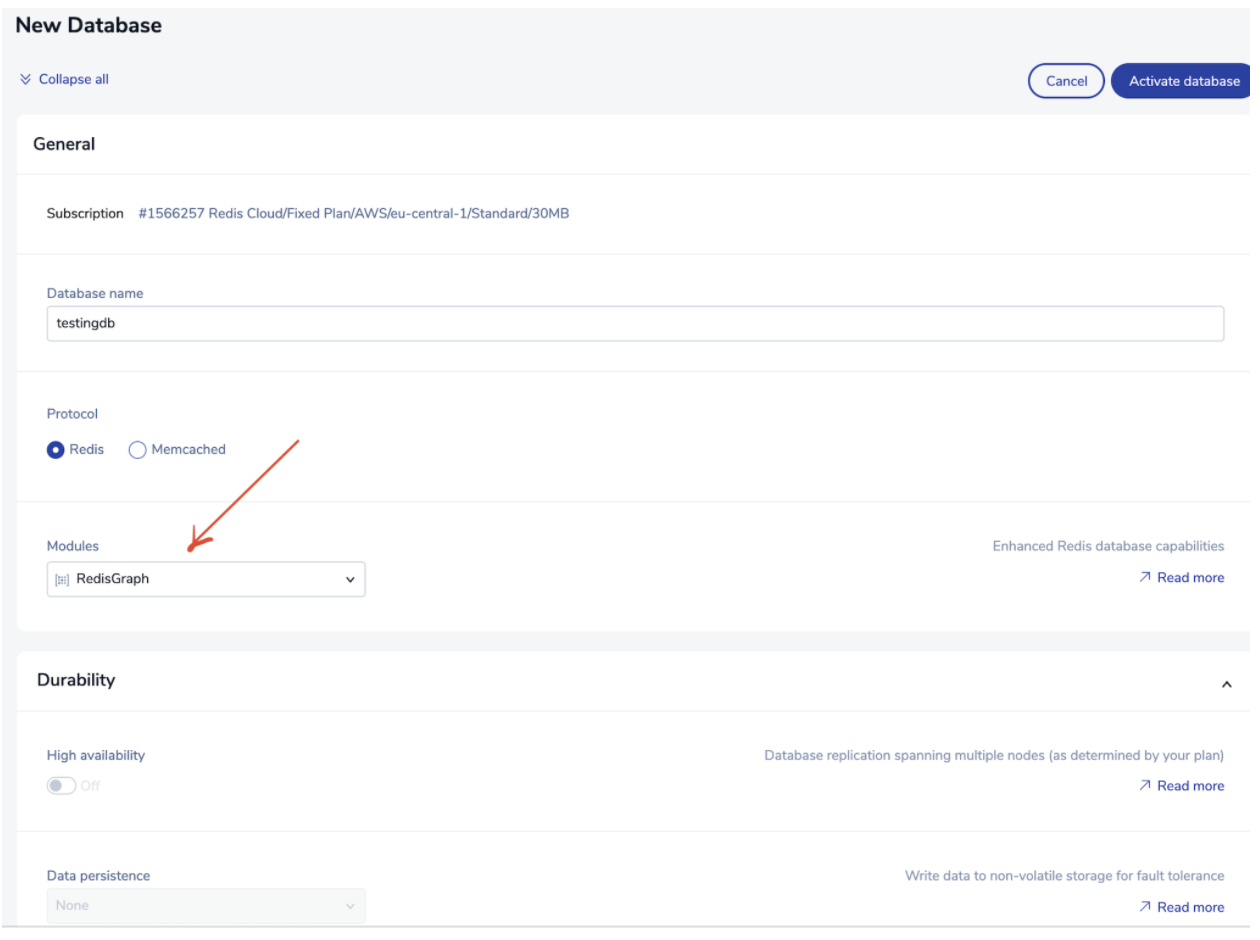 New Database
Collapse all
Cancel
Activate database
General
Subscription #1566257 Redis Cloud/Fixed Plan/AWS/eu-central-1/Standard/30MB
Database name
testingdb
Protocol
Redis
Memcached
Modules
Enhanced Redis database capabilities
RedisGraph
Read more
Durability
High availability
Database replication spanning multiple nodes (as determined by your plan)
Off
Read more
Data persistence
Write data to non-volatile storage for fault tolerance
None
Read more